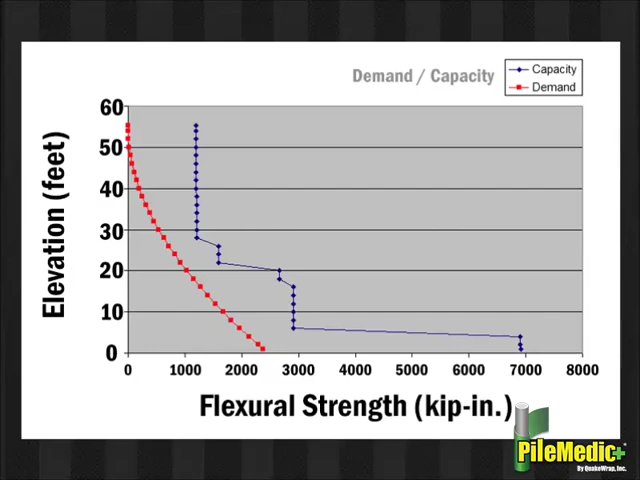 Demand / Capacity
Capacity
Demand
60
50
40
30
20
10
0
Elevation (feet)
0 1000 2000 3000 4000 5000 6000 7000 8000
Flexural Strength (kip-in.)
PileMedic+
By QuakeWrap, Inc.